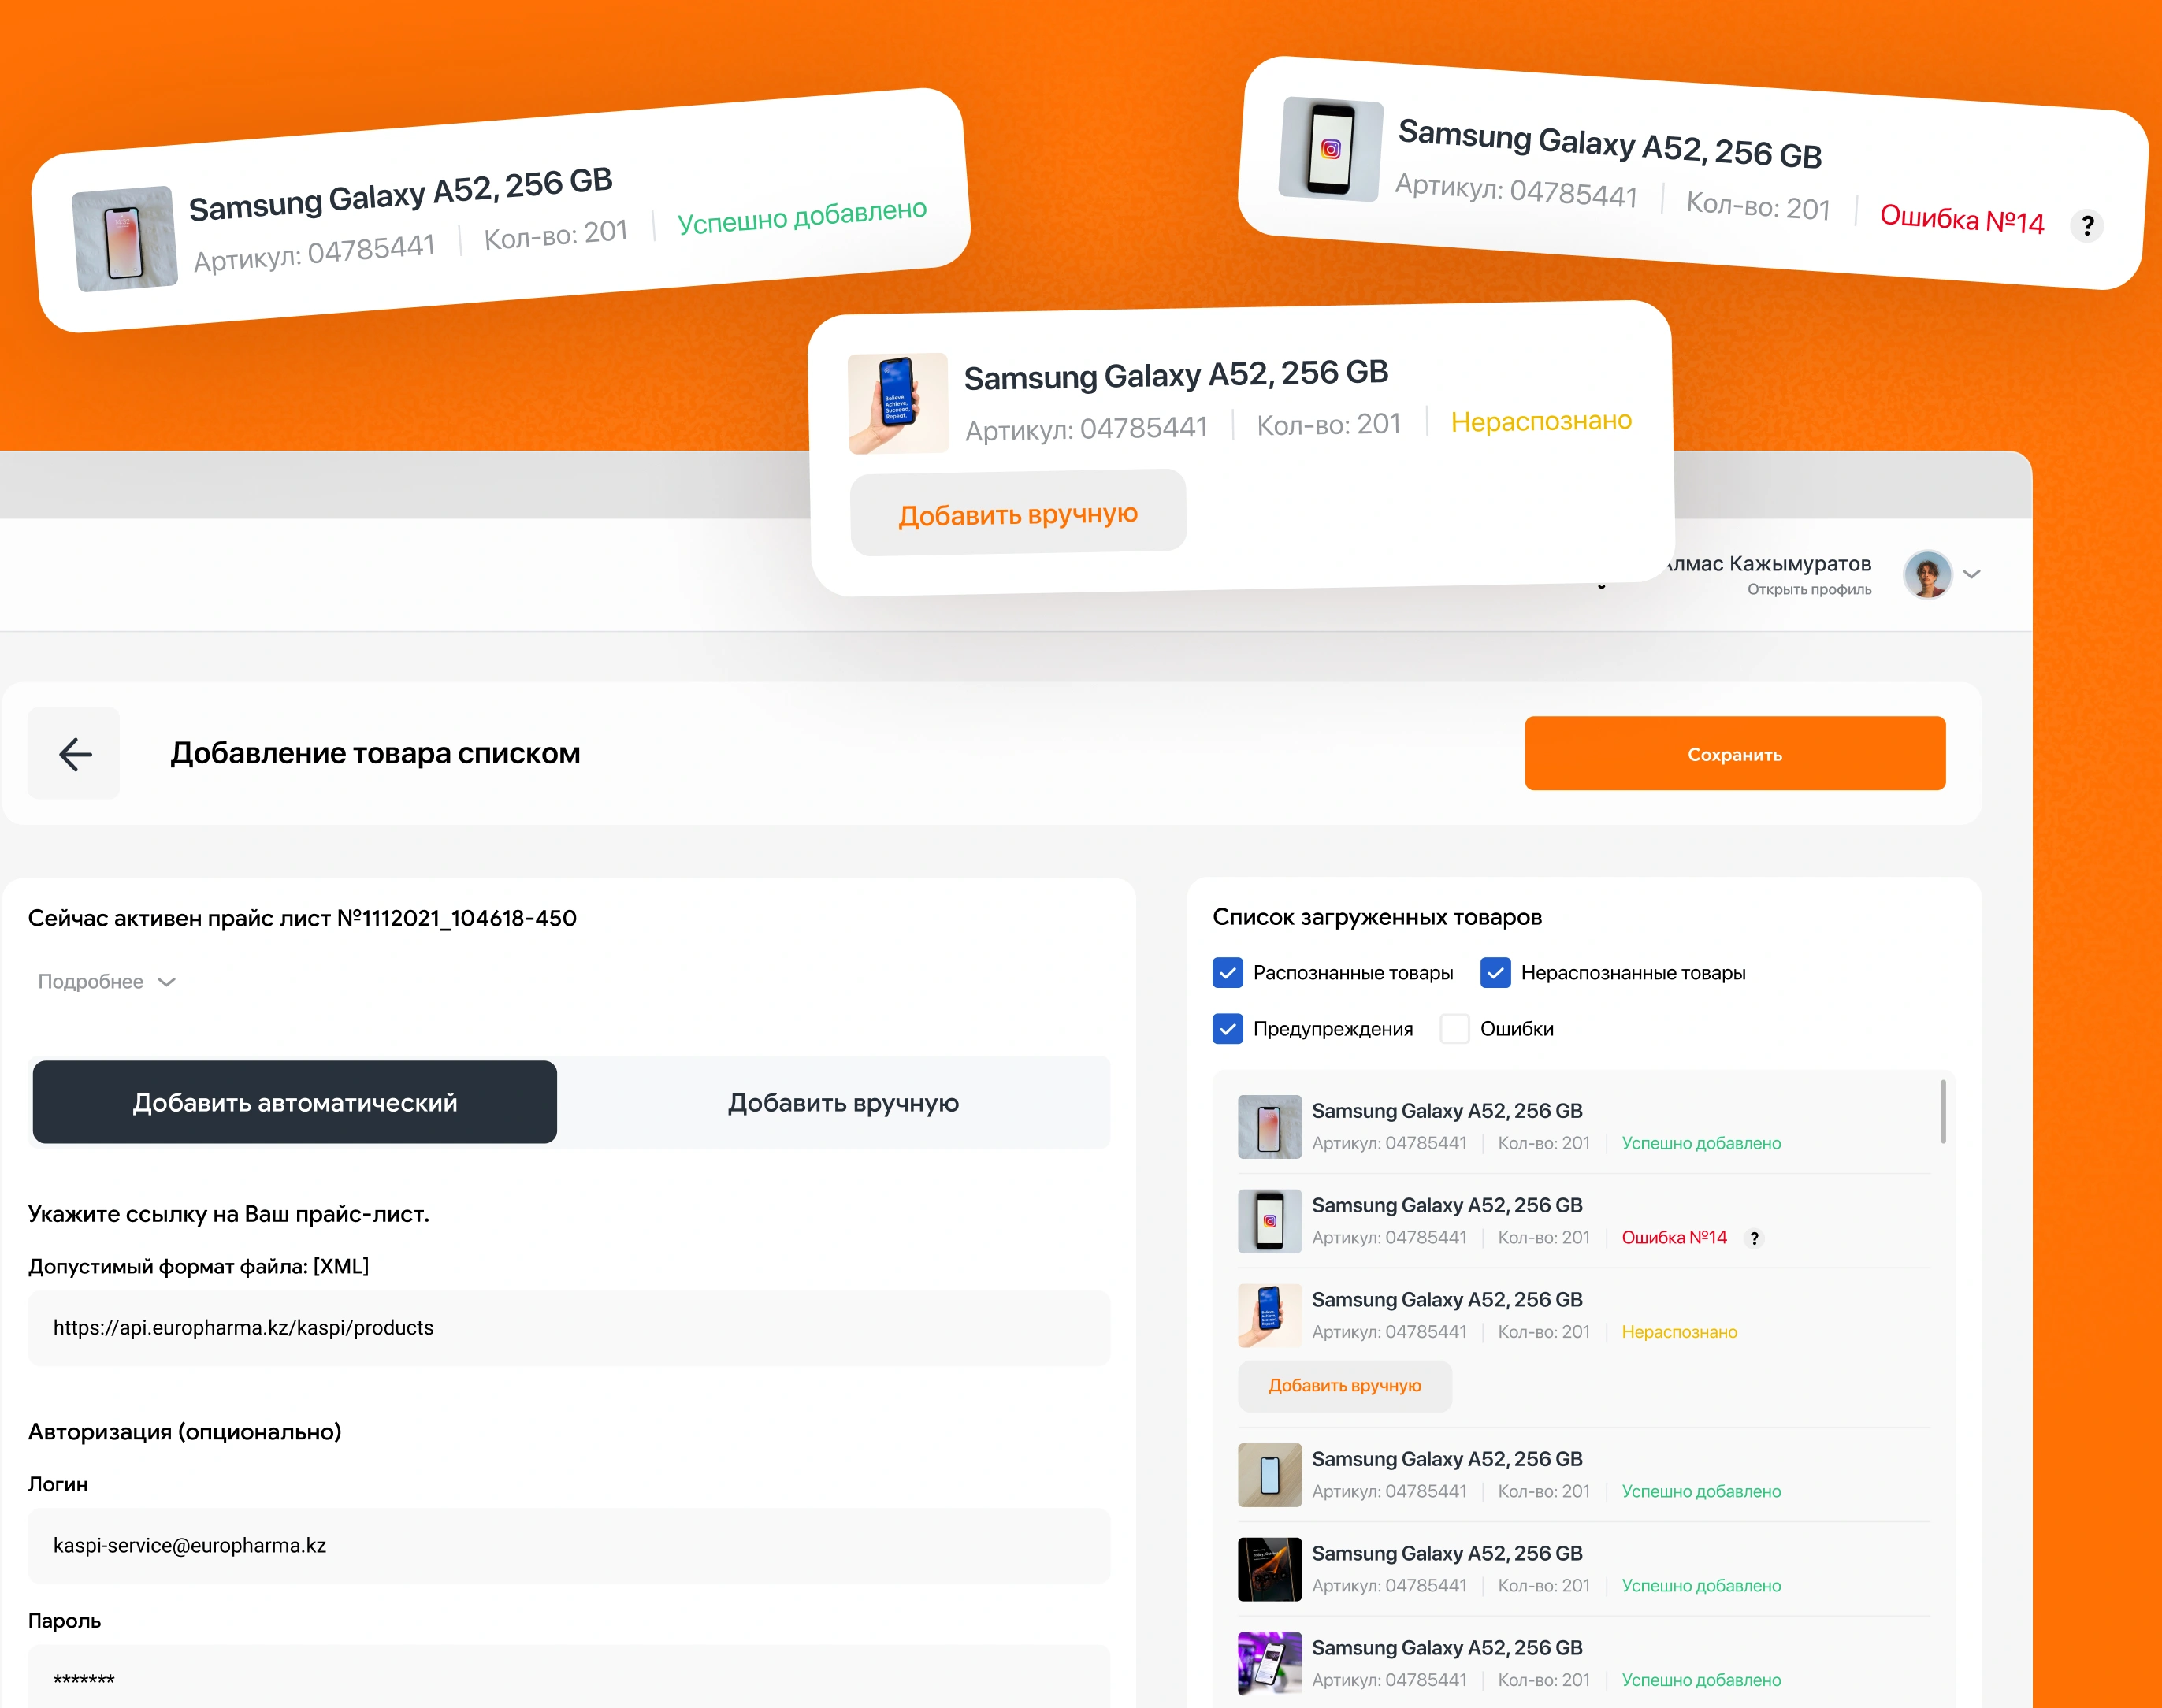 Samsung Galaxy A52, 256 GB
Артикул: 04785441 Кол-во: 201 Успешно добавлено
Samsung Galaxy A52, 256 GB
Артикул: 04785441 Кол-во: 201 Ошибка №14 ?
Samsung Galaxy A52, 256 GB
Believe,
Achieve,
Succeed,
Repeat.
Артикул: 04785441 Кол-во: 201 Нераспознано
Добавить вручную
Алмас Кажымуратов
Открыть профиль
Добавление товара списком
Сохранить
Сейчас активен прайс лист №1112021_104618-450
Подробнее
Добавить автоматический
Добавить вручную
Укажите ссылку на Ваш прайс-лист.
Допустимый формат файла: [XML]
https://api.europharma.kz/kaspi/products
Авторизация (опционально)
Логин
kaspi-service@europharma.kz
Пароль
*******
Список загруженных товаров
Распознанные товары Нераспознанные товары
Предупреждения Ошибки
Samsung Galaxy A52, 256 GB
Артикул: 04785441 Кол-во: 201 Успешно добавлено
Samsung Galaxy A52, 256 GB
Артикул: 04785441 Кол-во: 201 Ошибка №14 ?
Samsung Galaxy A52, 256 GB
Артикул: 04785441 Кол-во: 201 Нераспознано
Добавить вручную
Samsung Galaxy A52, 256 GB
Артикул: 04785441 Кол-во: 201 Успешно добавлено
Samsung Galaxy A52, 256 GB
Артикул: 04785441 Кол-во: 201 Успешно добавлено
Samsung Galaxy A52, 256 GB
Артикул: 04785441 Кол-во: 201 Успешно добавлено